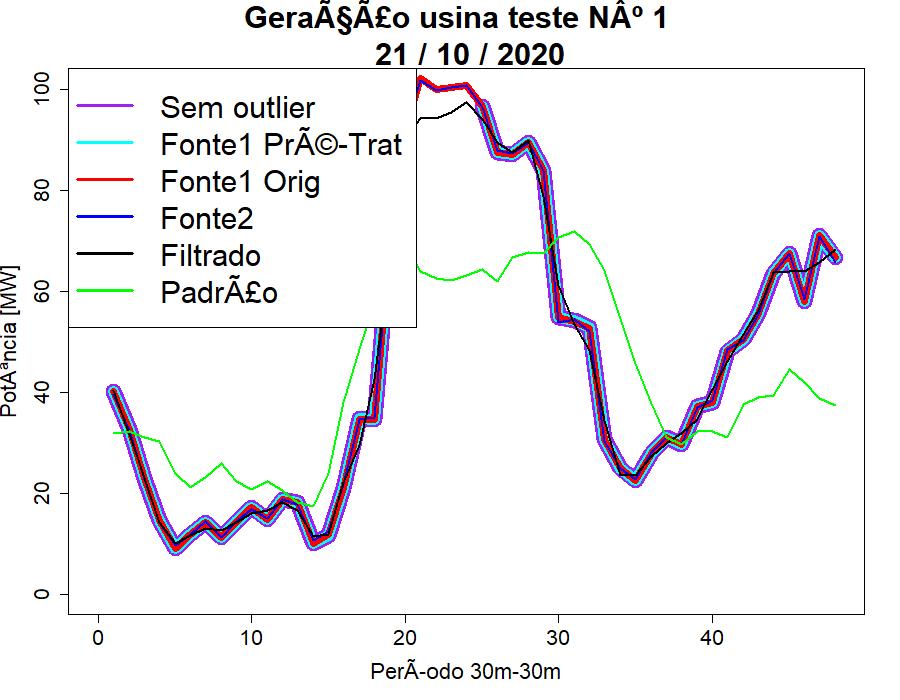 GeraÃ§Ã£o usina teste NÂº 1
21 / 10 / 2020
Sem outlier
Fonte1 PrÃ©-Trat
Fonte1 Orig
Fonte2
Filtrado
PadrÃ£o
PotÃªncia [MW]
100
80
60
40
20
0
0 10 20 30 40
PerÃ-odo 30m-30m